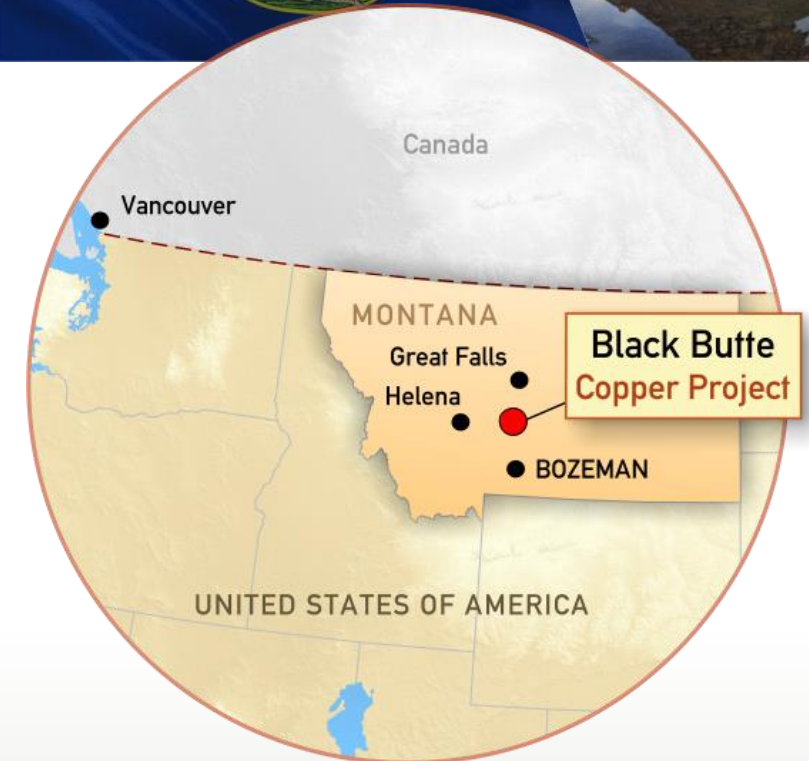 Canada
Vancouver
MONTANA
Great Falls
Helena
Black Butte
Copper Project
BOZEMAN
UNITED STATES OF AMERICA